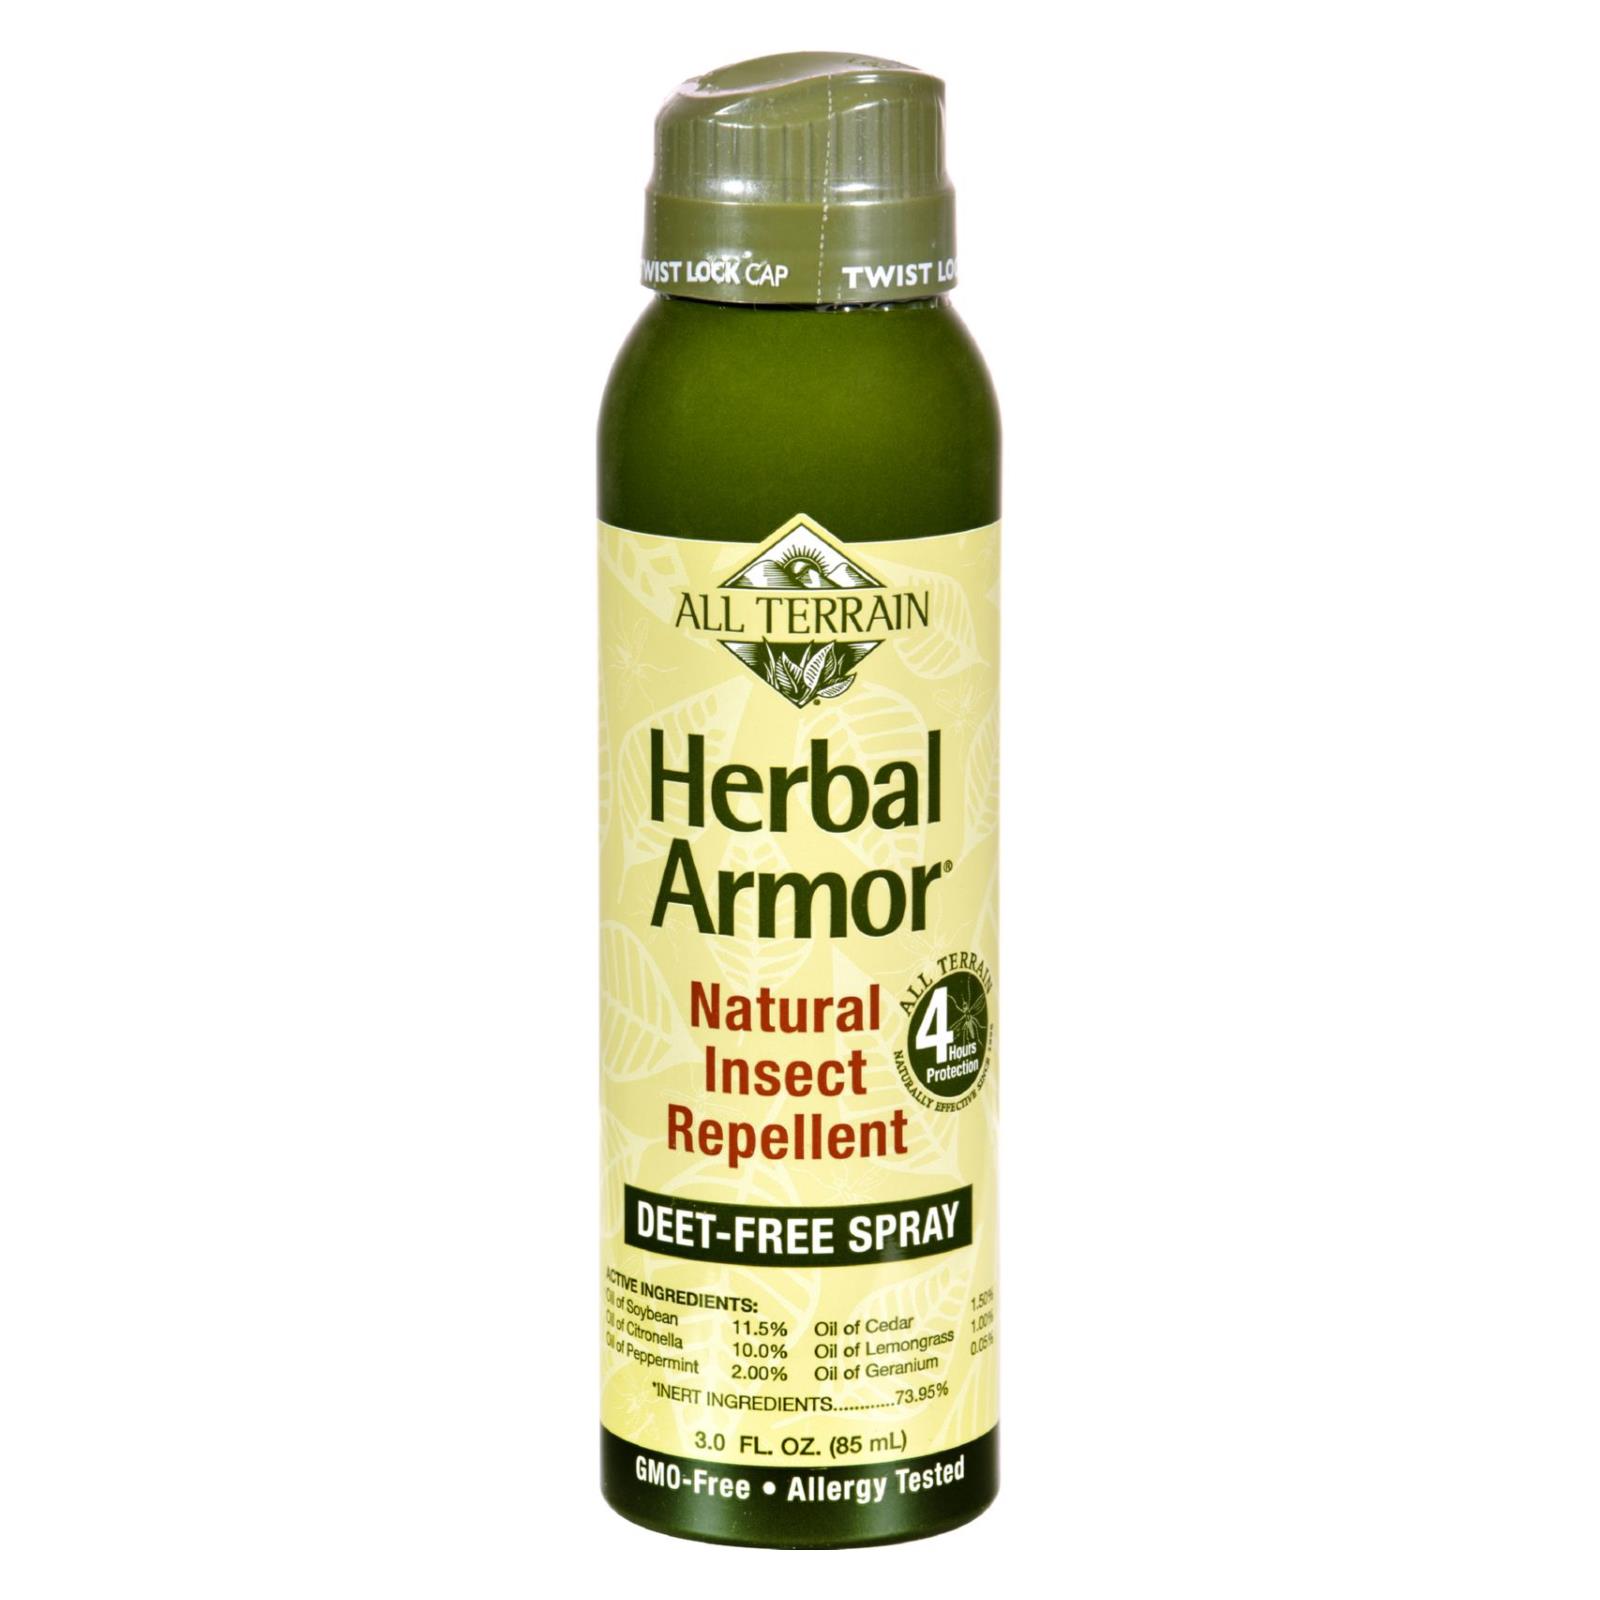 TWIST LOCK CAP TWIST LOC
ALL TERRAIN
Herbal
Armor®
Natural
Insect
Repellent
ALL TERRAIN
4
Hours
Protection
NATURALLY EFFECTIVE SINCE
DEET-FREE SPRAY
ACTIVE INGREDIENTS:
Oil of Soybean 11.5% Oil of Cedar 1.50%
Oil of Citronella 10.0% Oil of Lemongrass 1.00%
Oil of Peppermint 2.00% Oil of Geranium 0.05%
*INERT INGREDIENTS............73.95%
3.0 FL. OZ. (85 mL)
GMO-Free • Allergy Tested